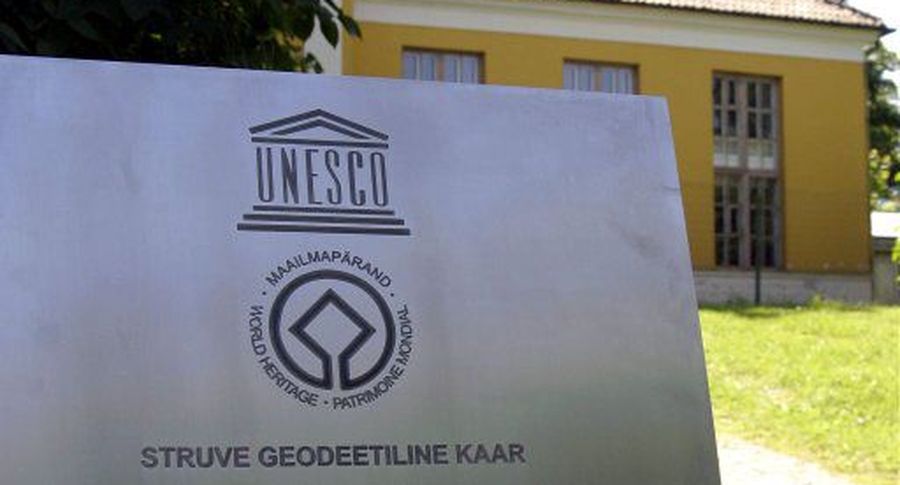 UNESCO
· MAAILMAPÄRAND ·
WORLD HERITAGE · PATRIMOINE MONDIAL
STRUVE GEODEETILINE KAAR